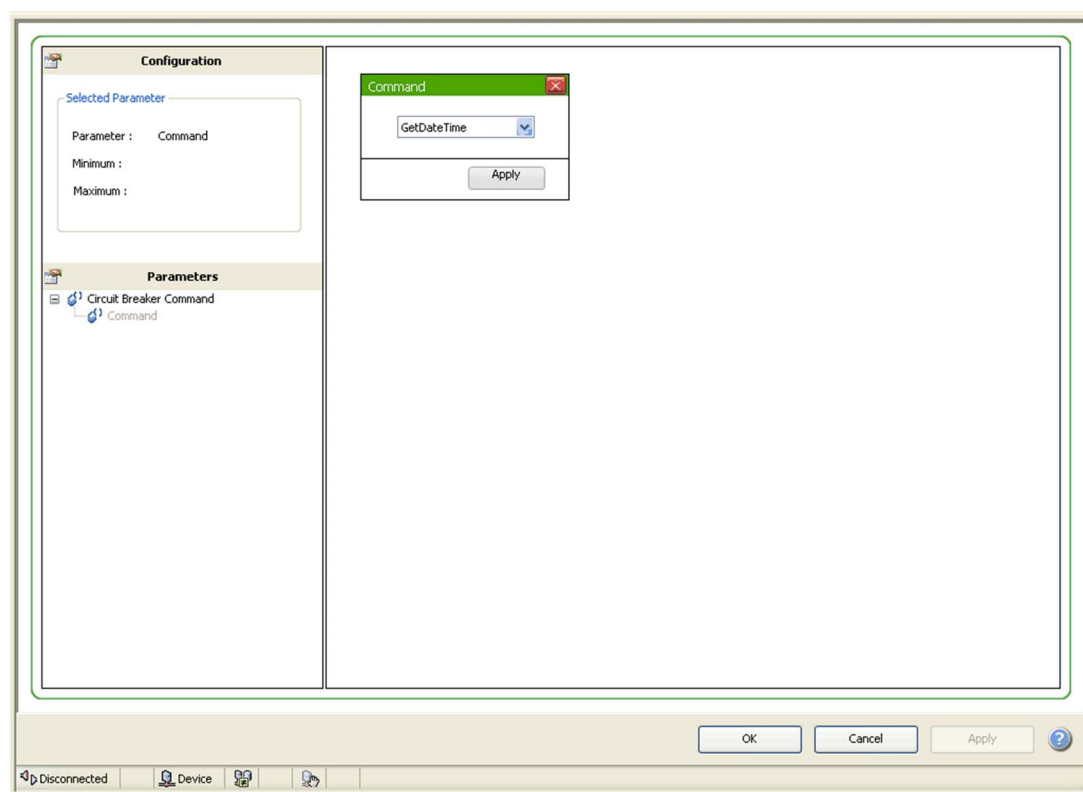 Configuration
Selected Parameter
Parameter : Command
Minimum :
Maximum :
Parameters
Circuit Breaker Command
Command
Command
GetDateTime
Apply
OK
Cancel
Apply
?
Disconnected
Device